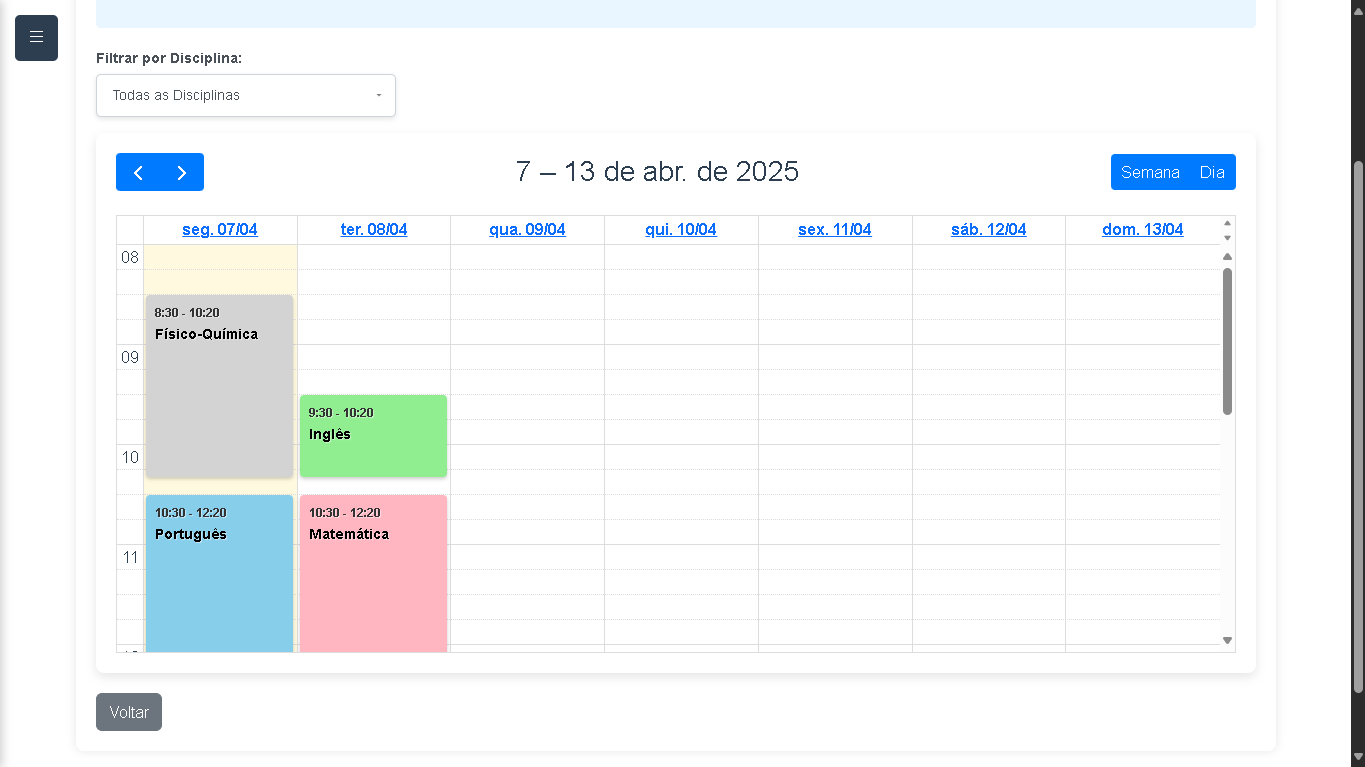 Filtrar por Disciplina:
Todas as Disciplinas
7 – 13 de abr. de 2025
Semana Dia
seg. 07/04 ter. 08/04 qua. 09/04 qui. 10/04 sex. 11/04 sáb. 12/04 dom. 13/04
08
8:30 - 10:20
Físico-Química
09
9:30 - 10:20
Inglês
10
10:30 - 12:20 10:30 - 12:20
Português Matemática
11
Voltar